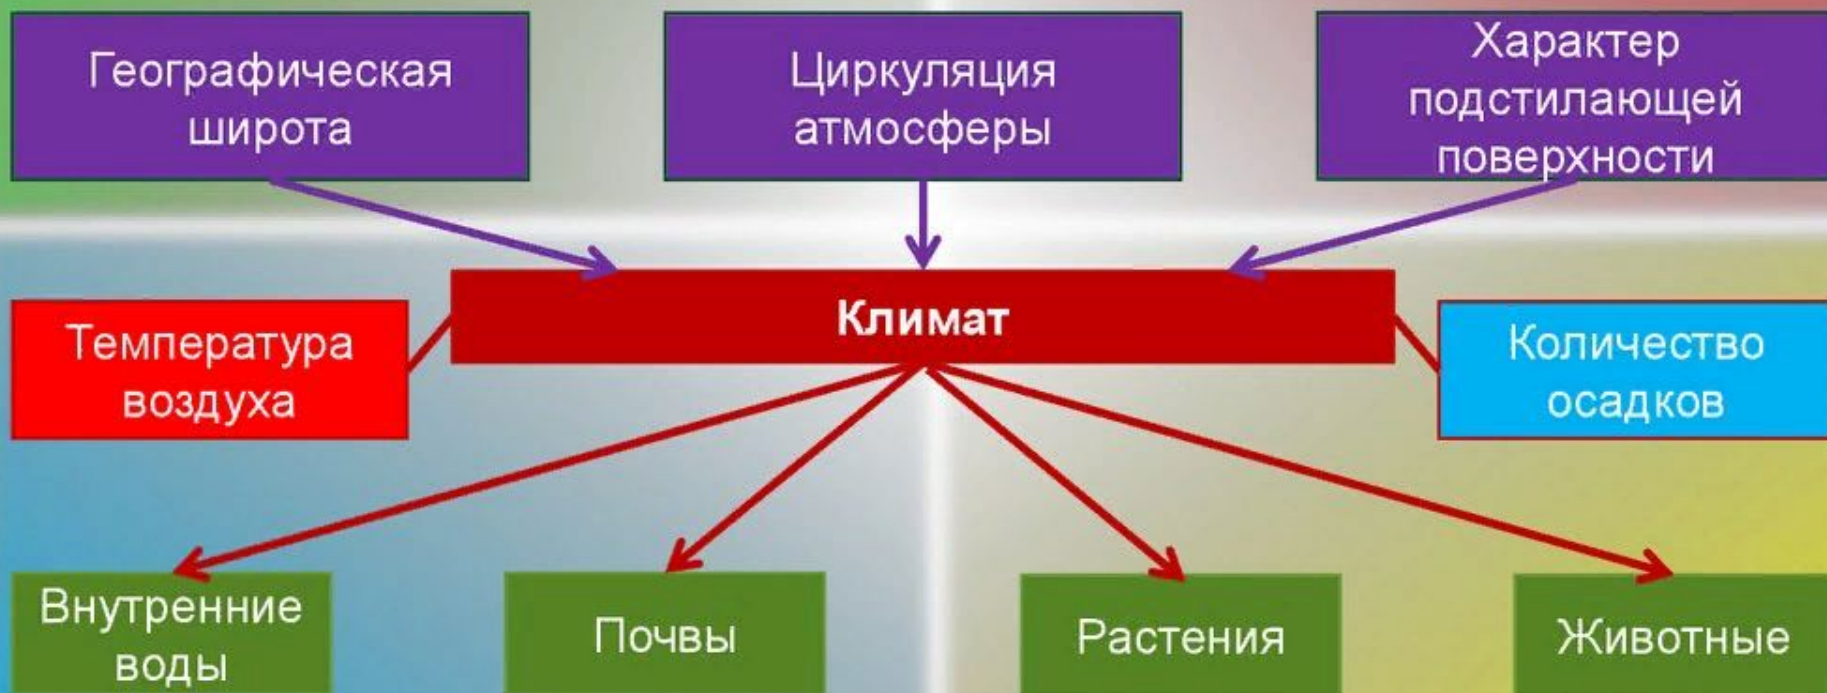 Географическая
широта
Циркуляция
атмосферы
Характер
подстилающей
поверхности
Климат
Температура
воздуха
Количество
осадков
Внутренние
воды
Почвы
Растения
Животные